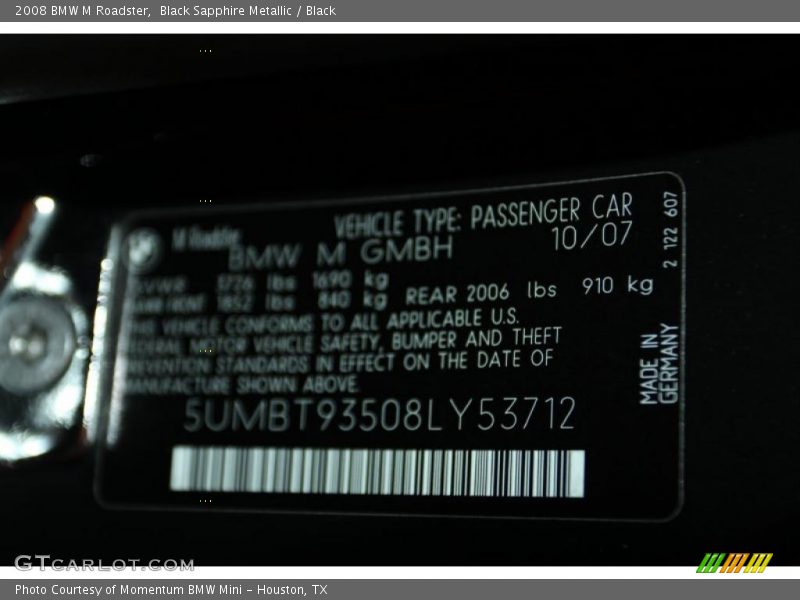 2008 BMW M Roadster, Black Sapphire Metallic / Black
VEHICLE TYPE: PASSENGER CAR
M Roadster
BMW M GMBH 10/07
lbs 1690 kg
1852 lbs 840 kg REAR 2006 lbs 910 kg
THIS VEHICLE CONFORMS TO ALL APPLICABLE U.S.
FEDERAL MOTOR VEHICLE SAFETY, BUMPER AND THEFT
PREVENTION STANDARDS IN EFFECT ON THE DATE OF
MANUFACTURE SHOWN ABOVE.
5UMBT93508LY53712
2 122 607
MADE IN
GERMANY
GTCARLOT.COM
Photo Courtesy of Momentum BMW Mini - Houston, TX